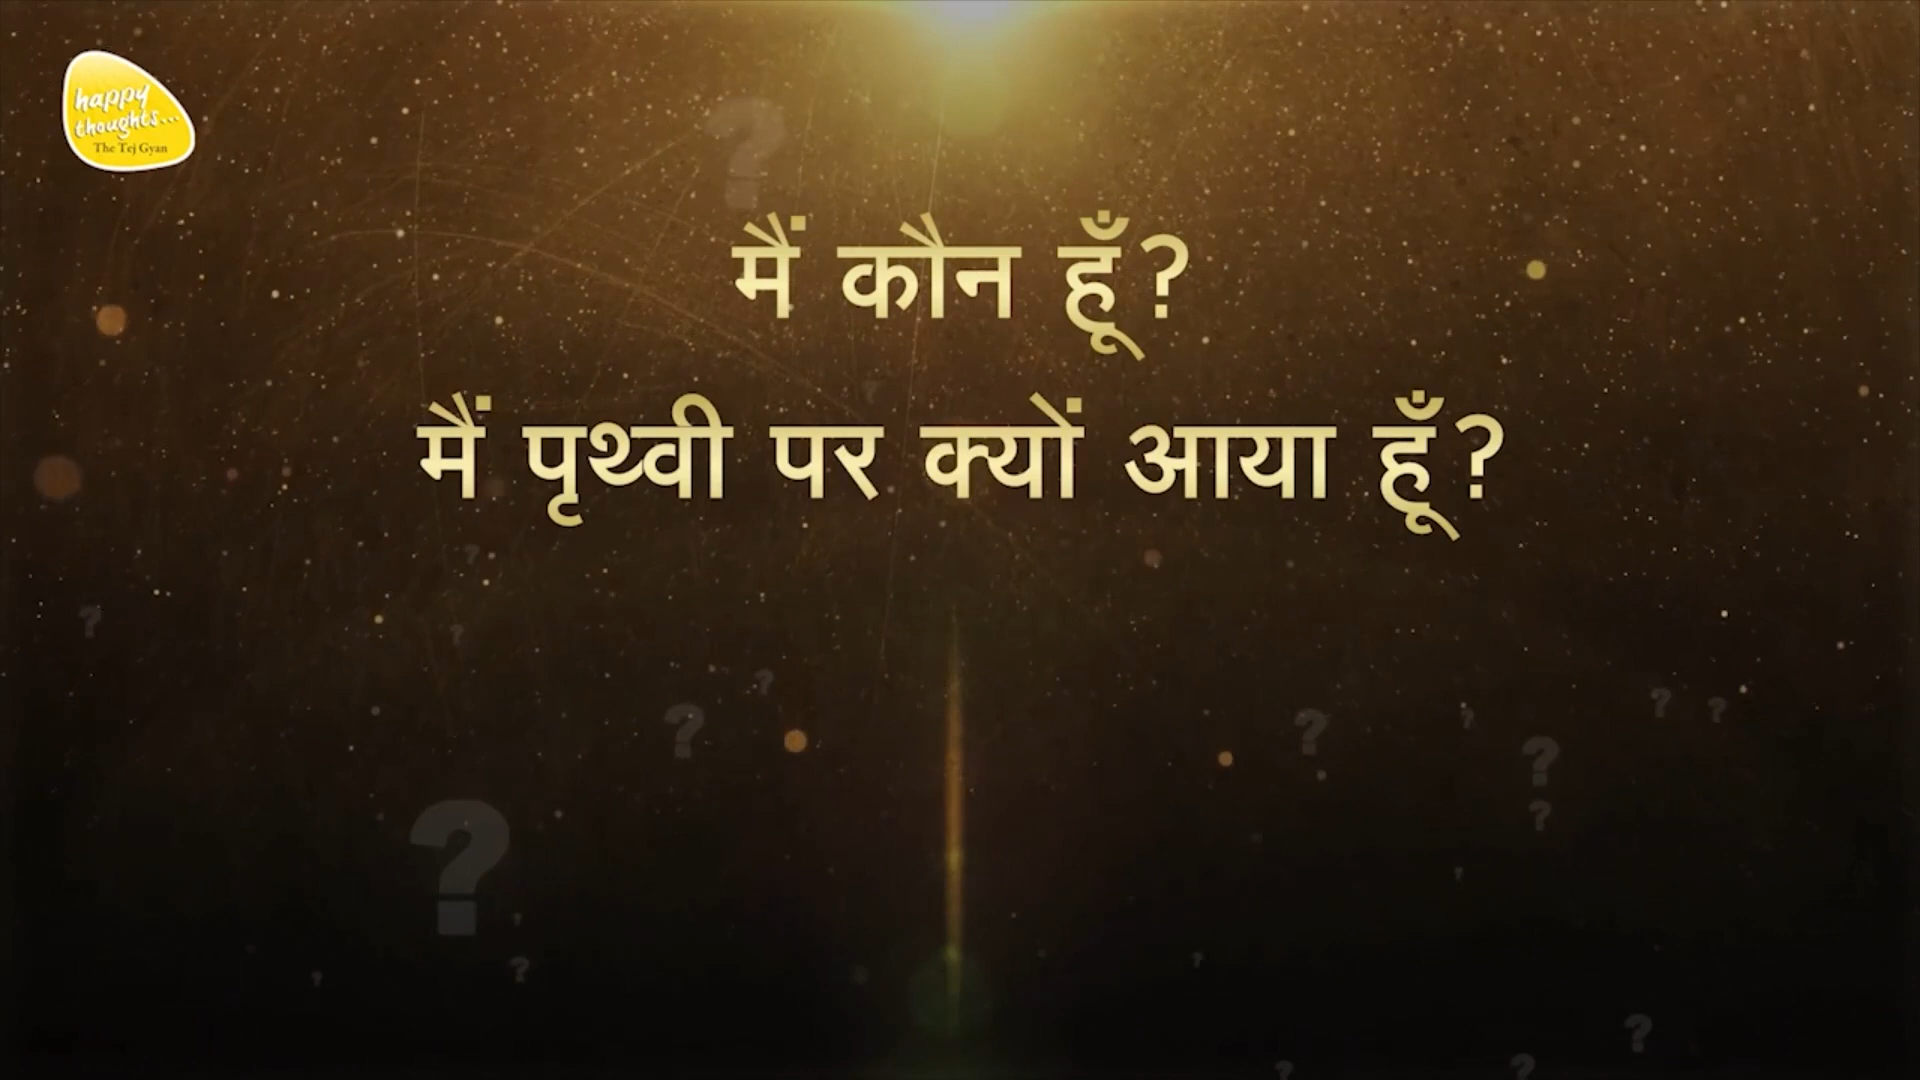 happy
thoughts...
The Tej Gyan
मैं कौन हूँ?
मैं पृथ्वी पर क्यों आया हूँ?